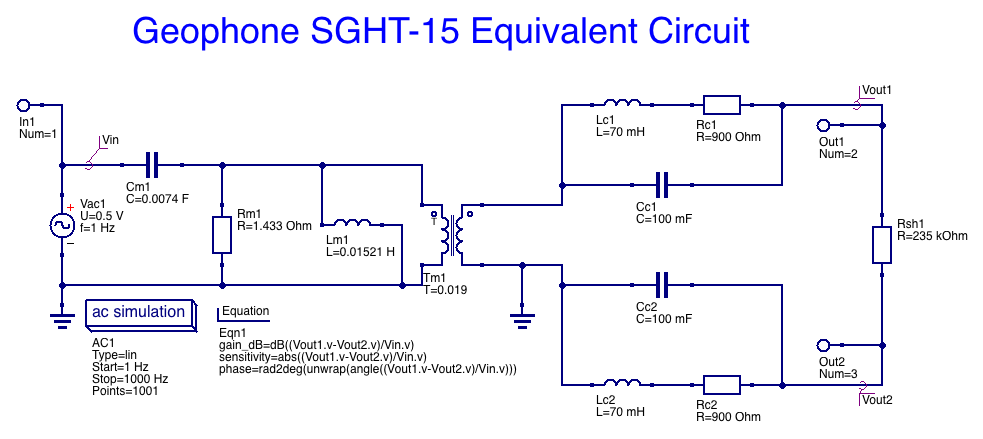 Geophone SGHT-15 Equivalent Circuit
In1
Num=1
Vin
Vac1
U=0.5 V
f=1 Hz
Cm1
C=0.0074 F
Rm1
R=1.433 Ohm
Lm1
L=0.01521 H
T
Tm1
T=0.019
Lc1
L=70 mH
Rc1
R=900 Ohm
Cc1
C=100 mF
Vout1
Out1
Num=2
Rsh1
R=235 kOhm
Cc2
C=100 mF
Lc2
L=70 mH
Rc2
R=900 Ohm
Out2
Num=3
Vout2
ac simulation
AC1
Type=lin
Start=1 Hz
Stop=1000 Hz
Points=1001
Equation
Eqn1
gain_dB=dB((Vout1.v-Vout2.v)/Vin.v)
sensitivity=abs((Vout1.v-Vout2.v)/Vin.v)
phase=rad2deg(unwrap(angle((Vout1.v-Vout2.v)/Vin.v)))